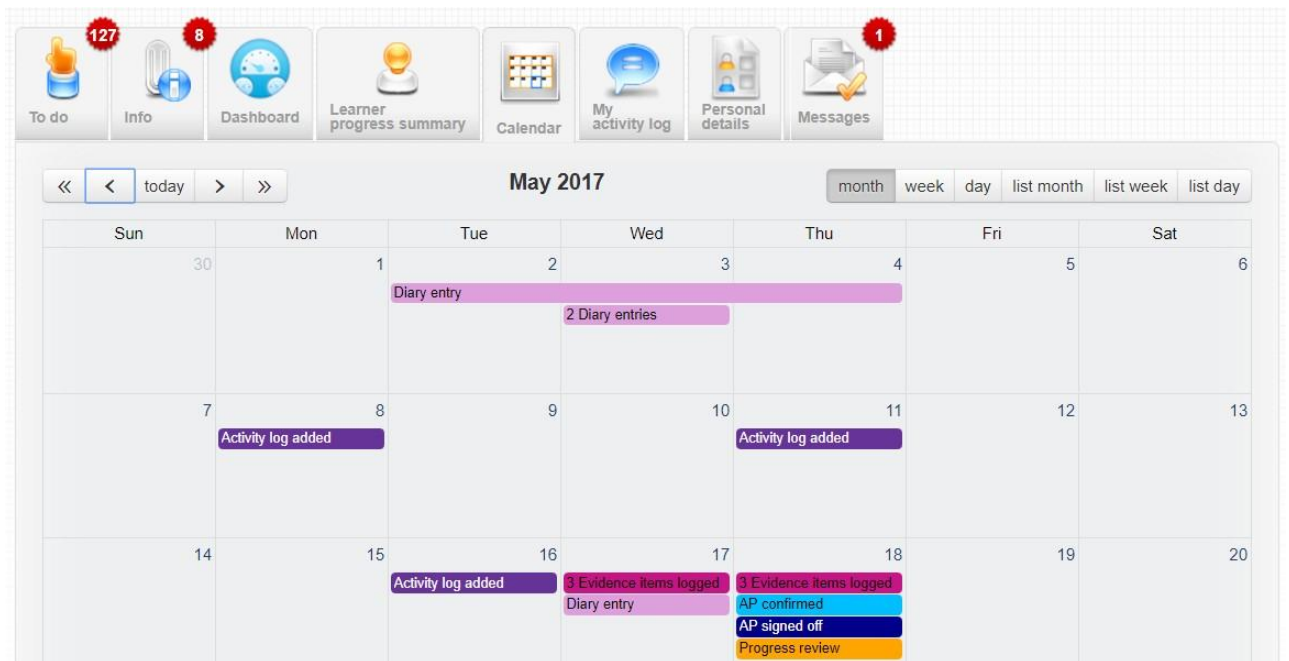 127
8
1
To do
Info
Dashboard
Learner
progress summary
Calendar
My
activity log
Personal
details
Messages
«
<
today
>
»
May 2017
month
week
day
list month
list week
list day
Sun Mon Tue Wed Thu Fri Sat
30 1 2 3 4 5 6
Diary entry
2 Diary entries
7 8 9 10 11 12 13
Activity log added
Activity log added
14 15 16 17 18 19 20
Activity log added
3 Evidence items logged
3 Evidence items logged
Diary entry
AP confirmed
AP signed off
Progress review